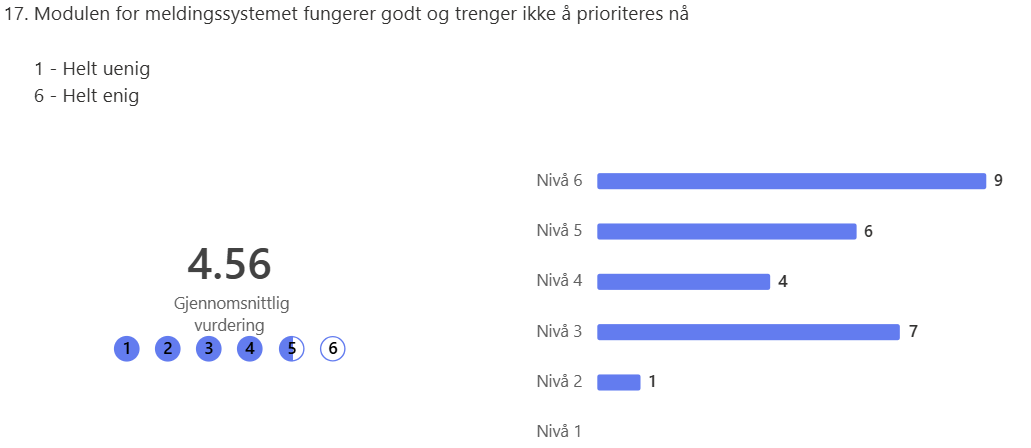 17. Modulen for meldingssystemet fungerer godt og trenger ikke å prioriteres nå
1 - Helt uenig
6 - Helt enig
4.56
Gjennomsnittlig
vurdering
1 2 3 4 5 6
Nivå 6 9
Nivå 5 6
Nivå 4 4
Nivå 3 7
Nivå 2 1
Nivå 1